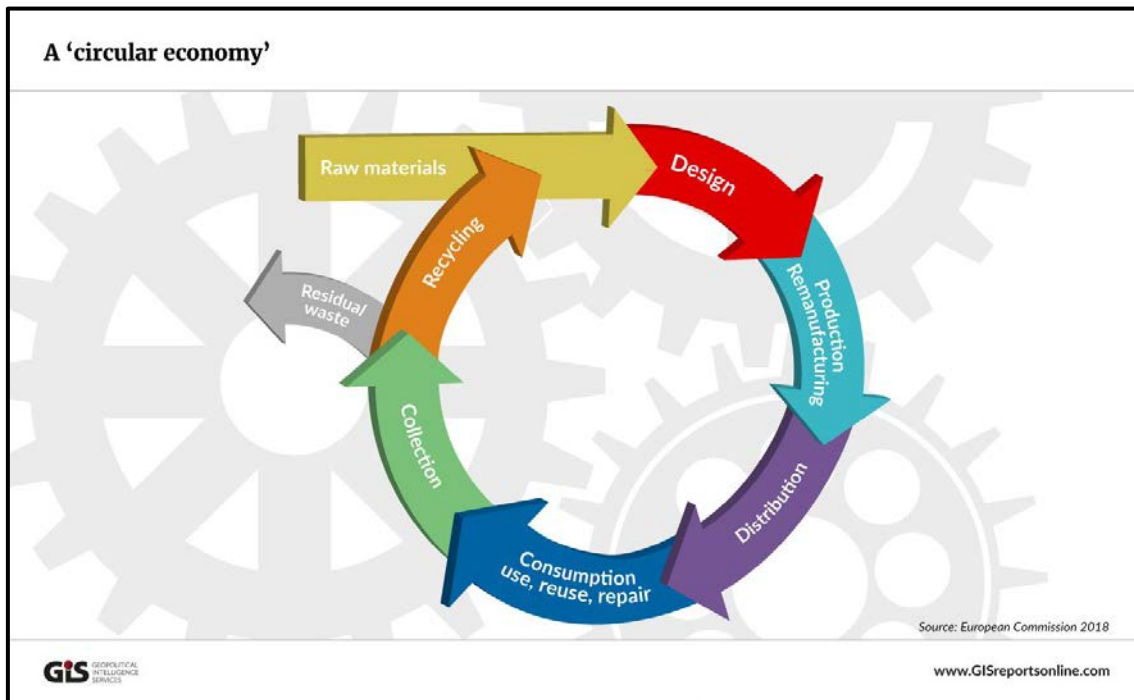 A ‘circular economy’
Raw materials
Design
Production
Remanufacturing
Distribution
Consumption
use, reuse, repair
Collection
Recycling
Residual
waste
Source: European Commission 2018
GIS
GEOPOLITICAL
INTELLIGENCE
SERVICES
www.GISreportsonline.com